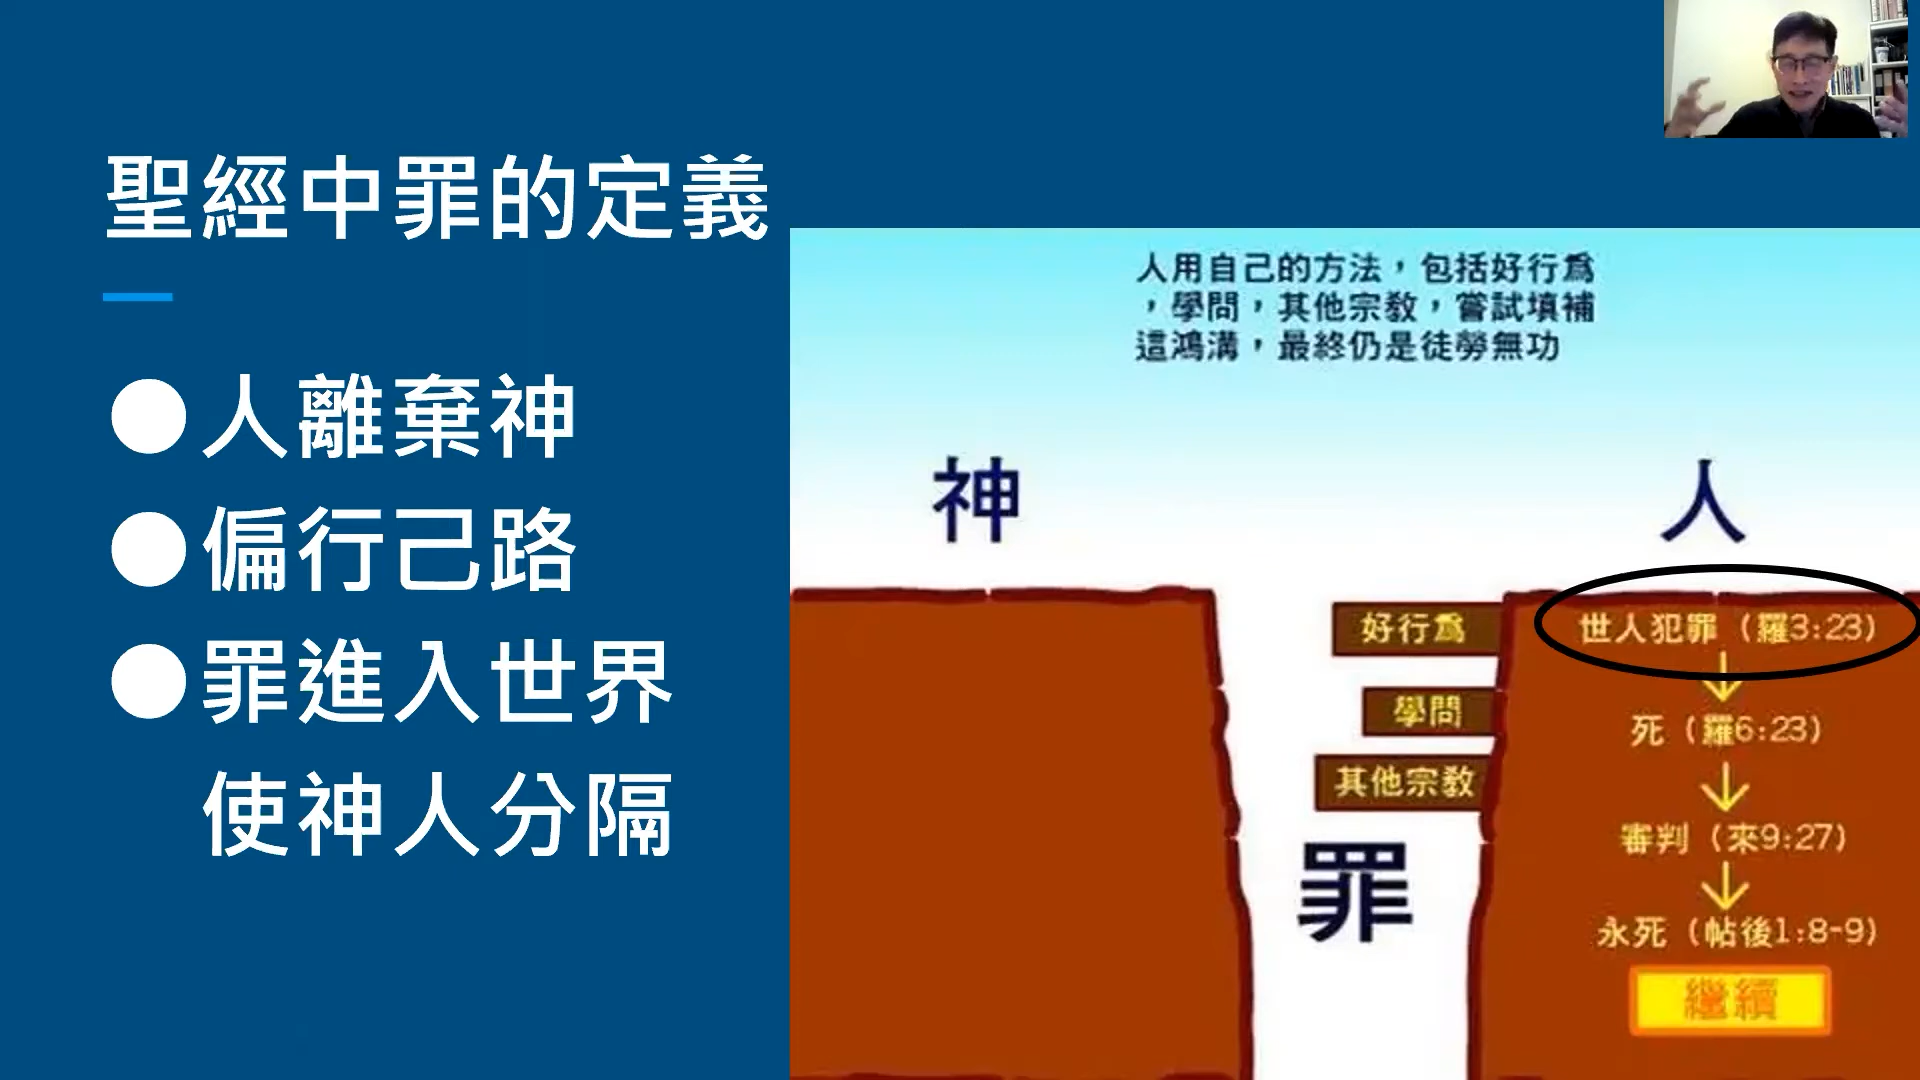 聖經中罪的定義
●人離棄神
●偏行己路
●罪進入世界
使神人分隔
人用自己的方法，包括好行爲
，學問，其他宗教，嘗試填補
這鴻溝，最終仍是徒勞無功
神
人
好行爲
學問
其他宗教
罪
世人犯罪（羅3:23）
死（羅6:23）
審判（來9:27）
永死（帖後1:8-9）
繼續